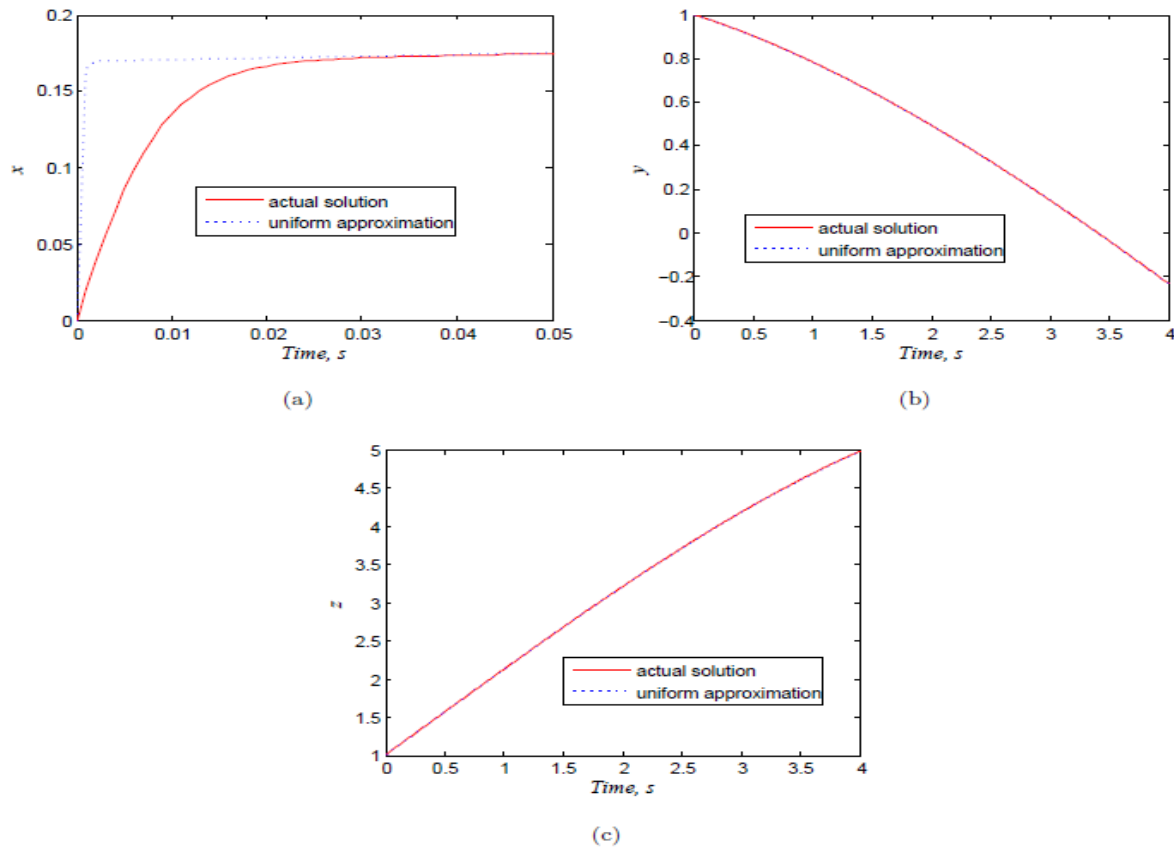 0.2
0.15
0.1
0.05
0
x
0 0.01 0.02 0.03 0.04 0.05
Time, s
actual solution
uniform approximation
(a)
1
0.8
0.6
0.4
0.2
0
−0.2
−0.4
y
0 0.5 1 1.5 2 2.5 3 3.5 4
Time, s
actual solution
uniform approximation
(b)
5
4.5
4
3.5
3
2.5
2
1.5
1
z
0 0.5 1 1.5 2 2.5 3 3.5 4
Time, s
actual solution
uniform approximation
(c)